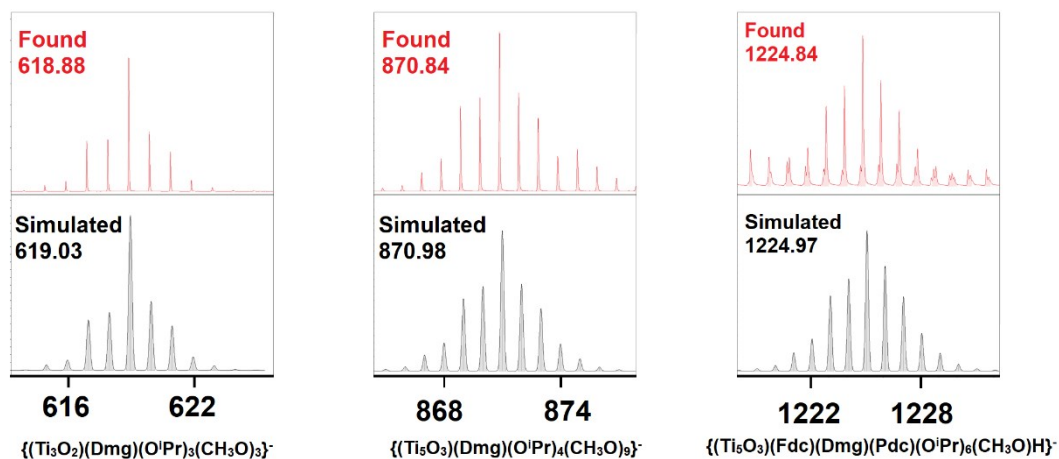 Found
618.88
Simulated
619.03
616 622
{(Ti₃O₂)(Dmg)(OⁱPr)₃(CH₃O)₃}⁻
Found
870.84
Simulated
870.98
868 874
{(Ti₅O₃)(Dmg)(OⁱPr)₄(CH₃O)₉}⁻
Found
1224.84
Simulated
1224.97
1222 1228
{(Ti₅O₃)(Fdc)(Dmg)(Pdc)(OⁱPr)₆(CH₃O)H}⁻